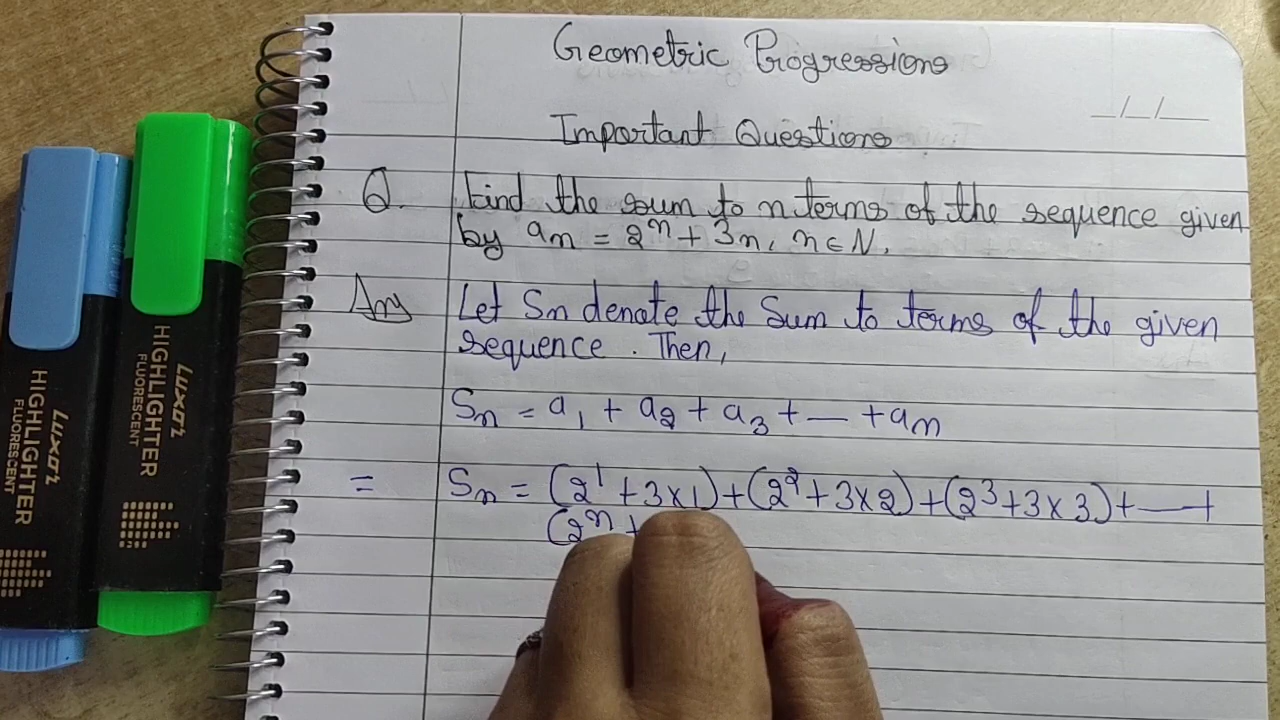 Geometric Progressions
Important Questions
Q. Find the sum to n terms of the sequence given
by aₙ = 2ⁿ + 3n, n ∈ N.
Ans Let Sn denote the Sum to terms of the given
sequence. Then,
Sₙ = a₁ + a₂ + a₃ + — + aₙ
= Sₙ = (2¹ + 3×1) + (2² + 3×2) + (2³ + 3×3) + — +
(2ⁿ +
Luxor
HIGHLIGHTER
FLUORESCENT
Luxor
HIGHLIGHTER
FLUORESCENT